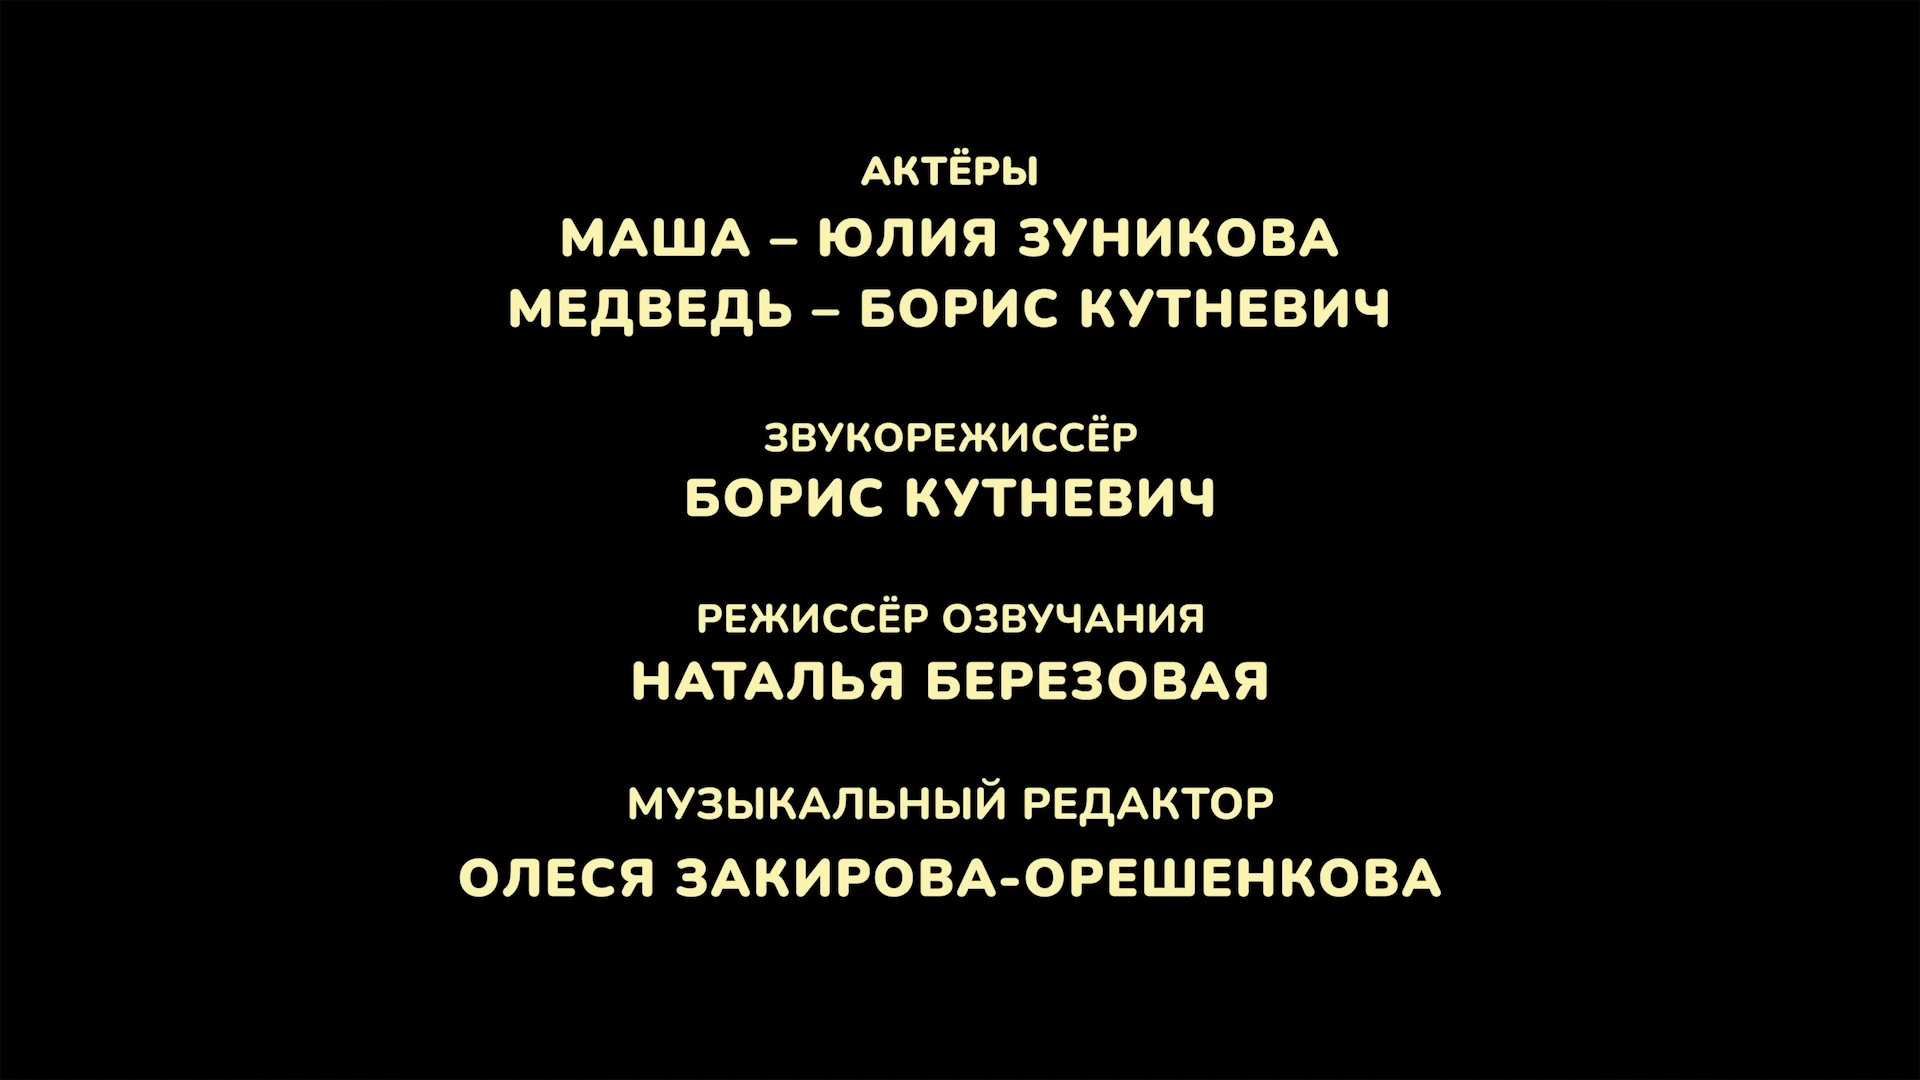 АКТЁРЫ
МАША – ЮЛИЯ ЗУНИКОВА
МЕДВЕДЬ – БОРИС КУТНЕВИЧ
ЗВУКОРЕЖИССЁР
БОРИС КУТНЕВИЧ
РЕЖИССЁР ОЗВУЧАНИЯ
НАТАЛЬЯ БЕРЕЗОВАЯ
МУЗЫКАЛЬНЫЙ РЕДАКТОР
ОЛЕСЯ ЗАКИРОВА-ОРЕШЕНКОВА